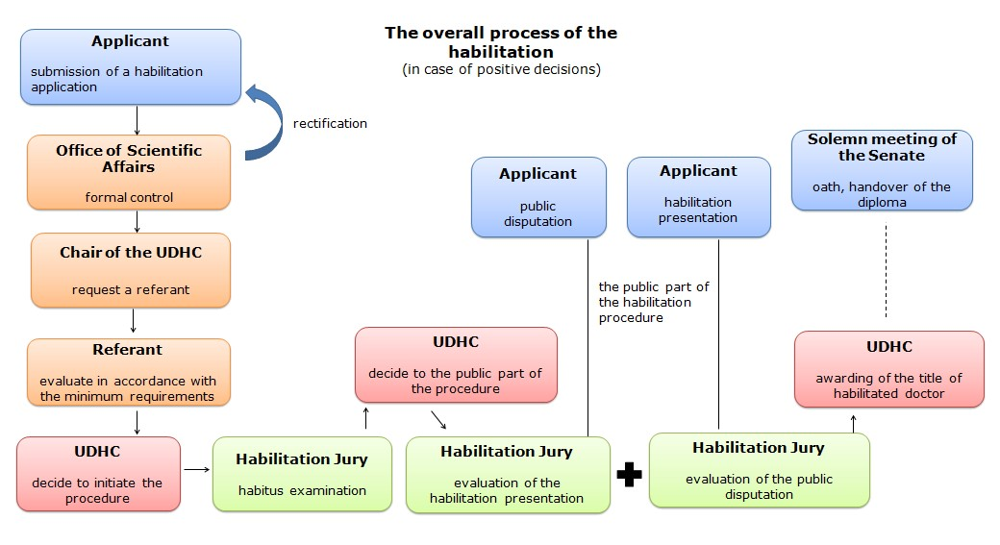 The overall process of the
habilitation
(in case of positive decisions)
Applicant
submission of a habilitation
application
rectification
Office of Scientific
Affairs
formal control
Chair of the UDHC
request a referant
Referant
evaluate in accordance with
the minimum requirements
UDHC
decide to initiate the
procedure
Habilitation Jury
habitus examination
UDHC
decide to the public part of
the procedure
Applicant
public
disputation
Applicant
habilitation
presentation
the public part of
the habilitation
procedure
Habilitation Jury
evaluation of the
habilitation presentation
Habilitation Jury
evaluation of the public
disputation
UDHC
awarding of the title of
habilitated doctor
Solemn meeting of
the Senate
oath, handover of the
diploma